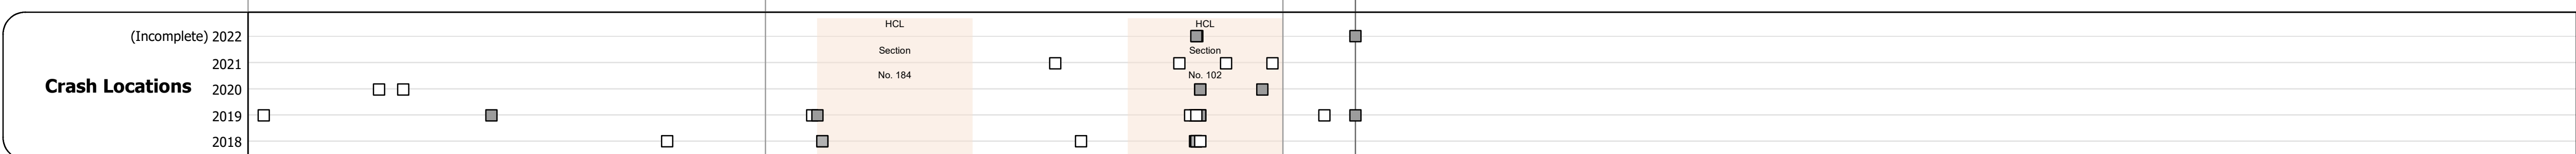 HCL
HCL
(Incomplete) 2022
Section
Section
2021
No. 184
No. 102
Crash Locations
2020
2019
2018